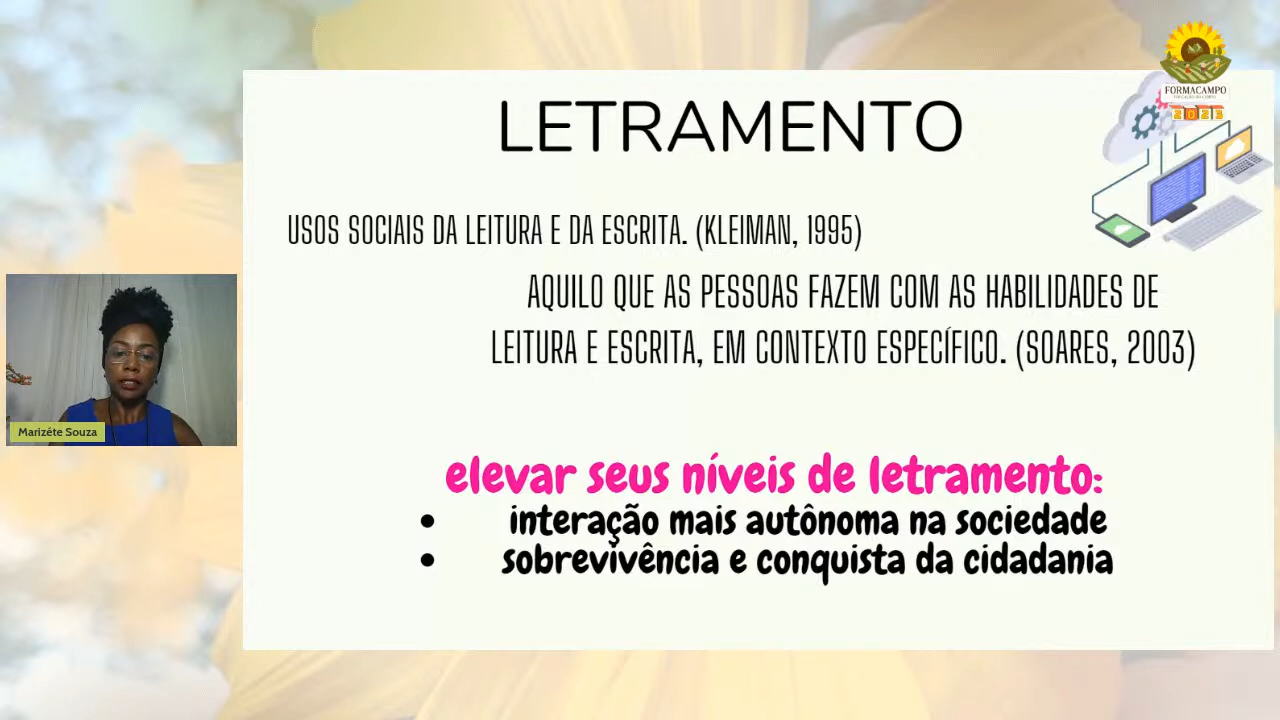 FORMACAMPO
2023
LETRAMENTO
USOS SOCIAIS DA LEITURA E DA ESCRITA. (KLEIMAN, 1995)
AQUILO QUE AS PESSOAS FAZEM COM AS HABILIDADES DE
LEITURA E ESCRITA, EM CONTEXTO ESPECÍFICO. (SOARES, 2003)
Marizéte Souza
elevar seus níveis de letramento:
• interação mais autônoma na sociedade
• sobrevivência e conquista da cidadania